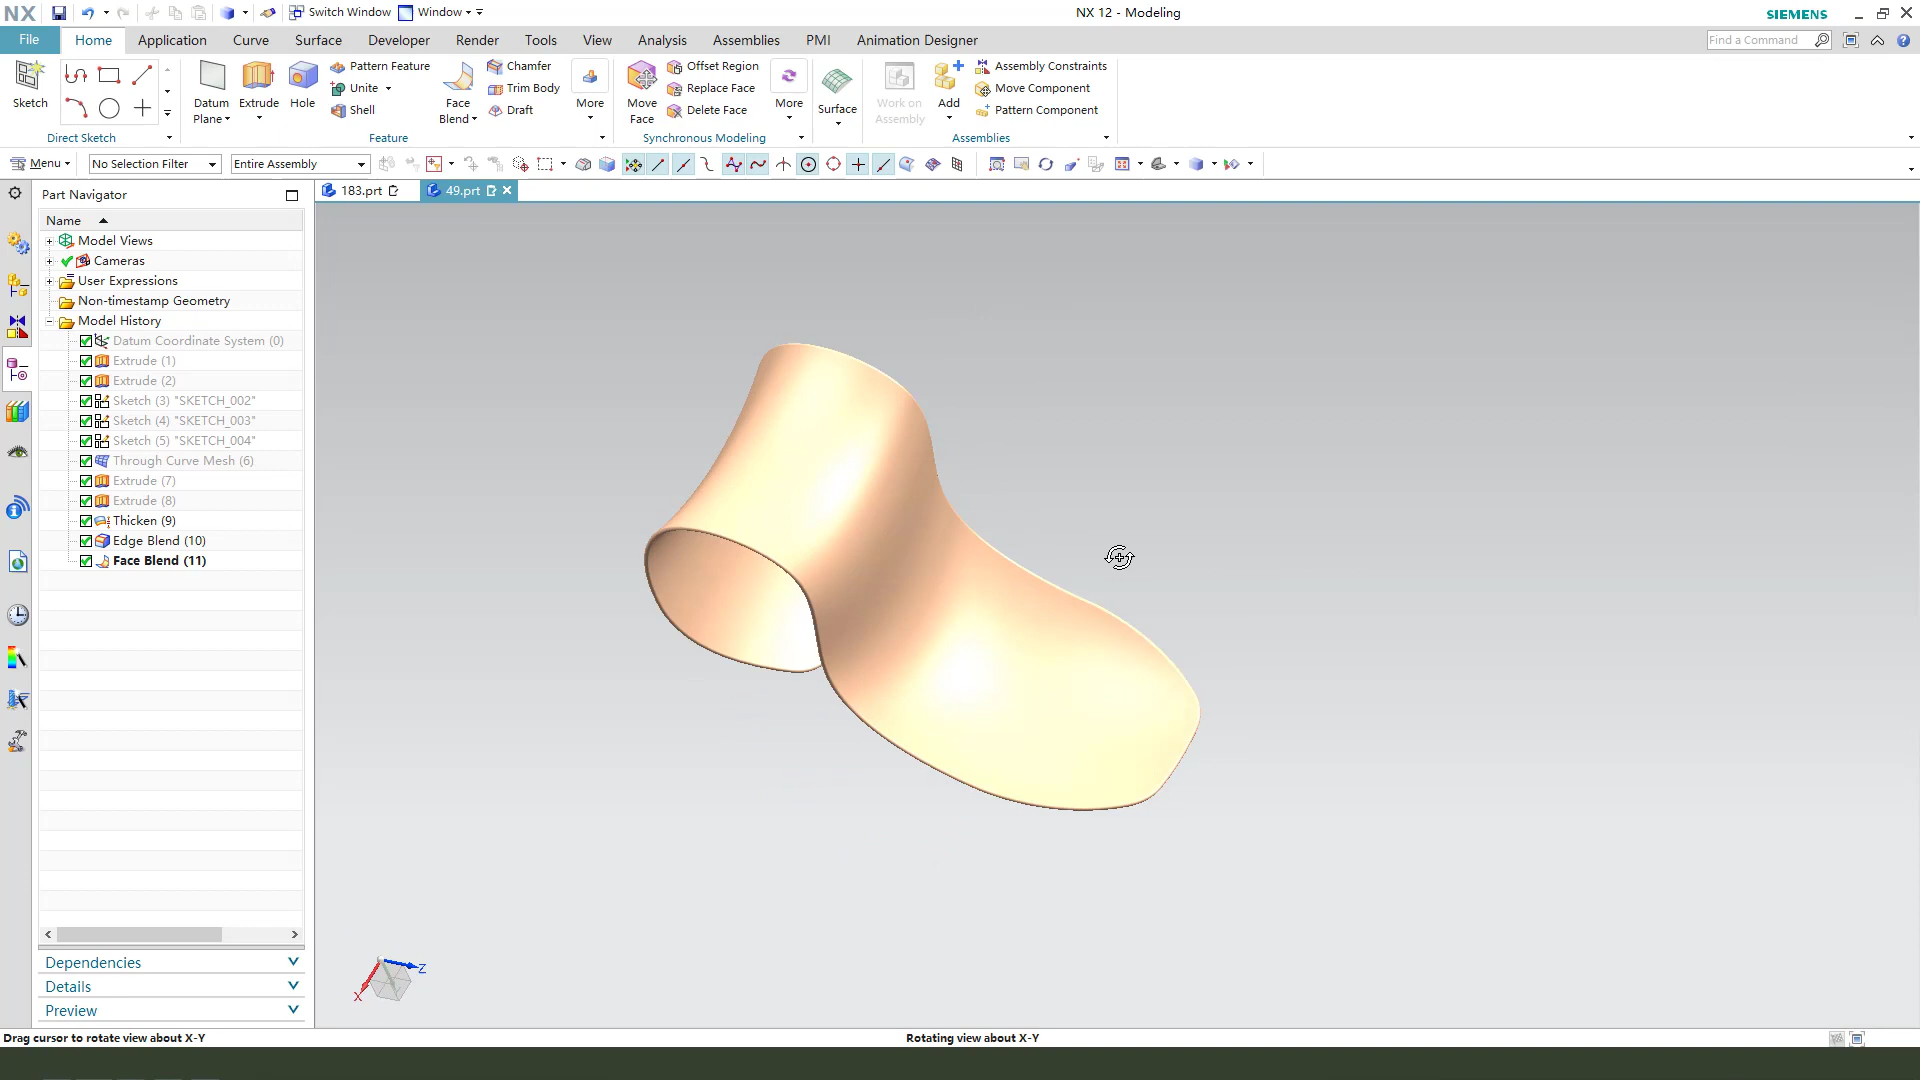 NX
Switch Window
Window
NX 12 - Modeling
SIEMENS
File
Home
Application
Curve
Surface
Developer
Render
Tools
View
Analysis
Assemblies
PMI
Animation Designer
Find a Command
Sketch
Direct Sketch
Datum
Plane
Extrude
Hole
Pattern Feature
Unite
Shell
Face
Blend
Chamfer
Trim Body
Draft
More
Feature
Move
Face
Offset Region
Replace Face
Delete Face
More
Synchronous Modeling
Surface
Work on
Assembly
Add
Assembly Constraints
Move Component
Pattern Component
Assemblies
Menu
No Selection Filter
Entire Assembly
Part Navigator
183.prt
49.prt
Name
Model Views
Cameras
User Expressions
Non-timestamp Geometry
Model History
Datum Coordinate System (0)
Extrude (1)
Extrude (2)
Sketch (3) "SKETCH_002"
Sketch (4) "SKETCH_003"
Sketch (5) "SKETCH_004"
Through Curve Mesh (6)
Extrude (7)
Extrude (8)
Thicken (9)
Edge Blend (10)
Face Blend (11)
Dependencies
Details
Preview
Z
X
Drag cursor to rotate view about X-Y
Rotating view about X-Y